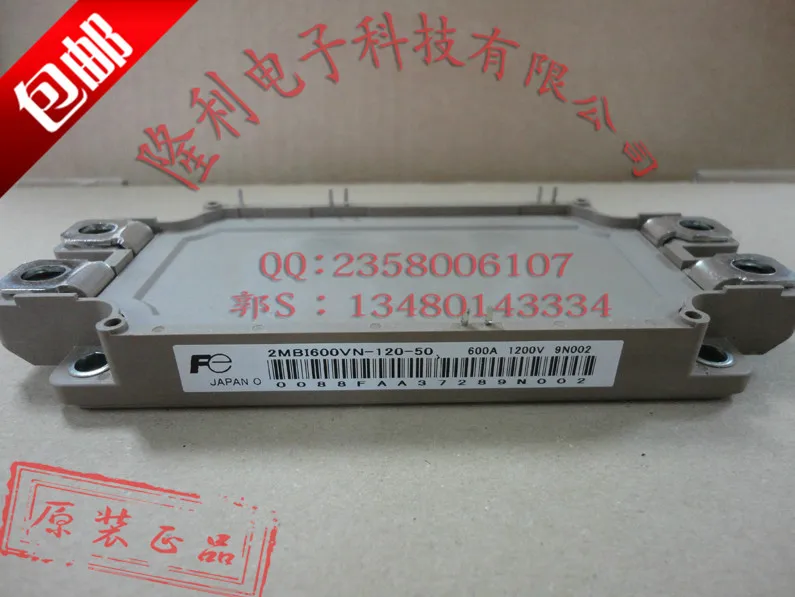 包邮
隆利电子科技有限公司
QQ:2358006107
郭S：13480143334
Fe 2MBI600VN-120-50 600A 1200V 9N002
JAPAN O 0088FAA37289N002
原装正品